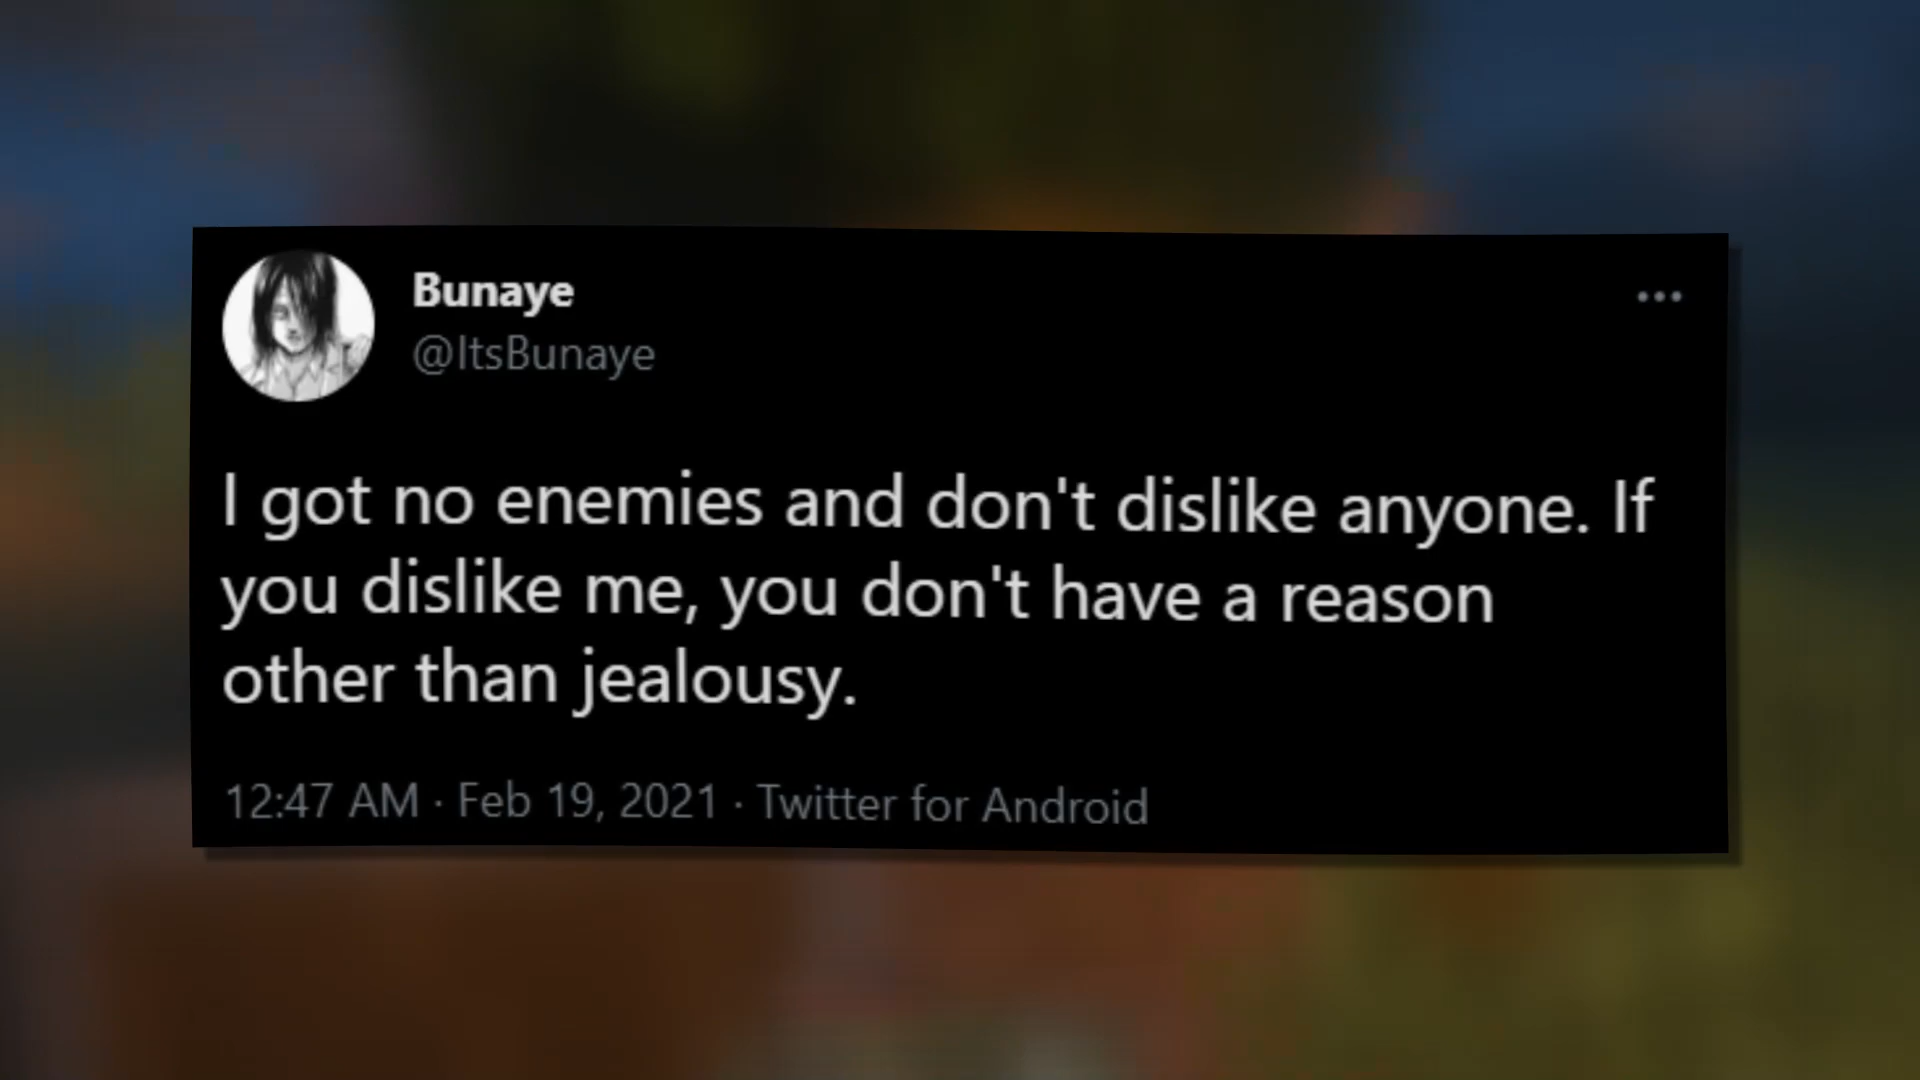 Bunaye
@ItsBunaye
I got no enemies and don't dislike anyone. If
you dislike me, you don't have a reason
other than jealousy.
12:47 AM · Feb 19, 2021 · Twitter for Android